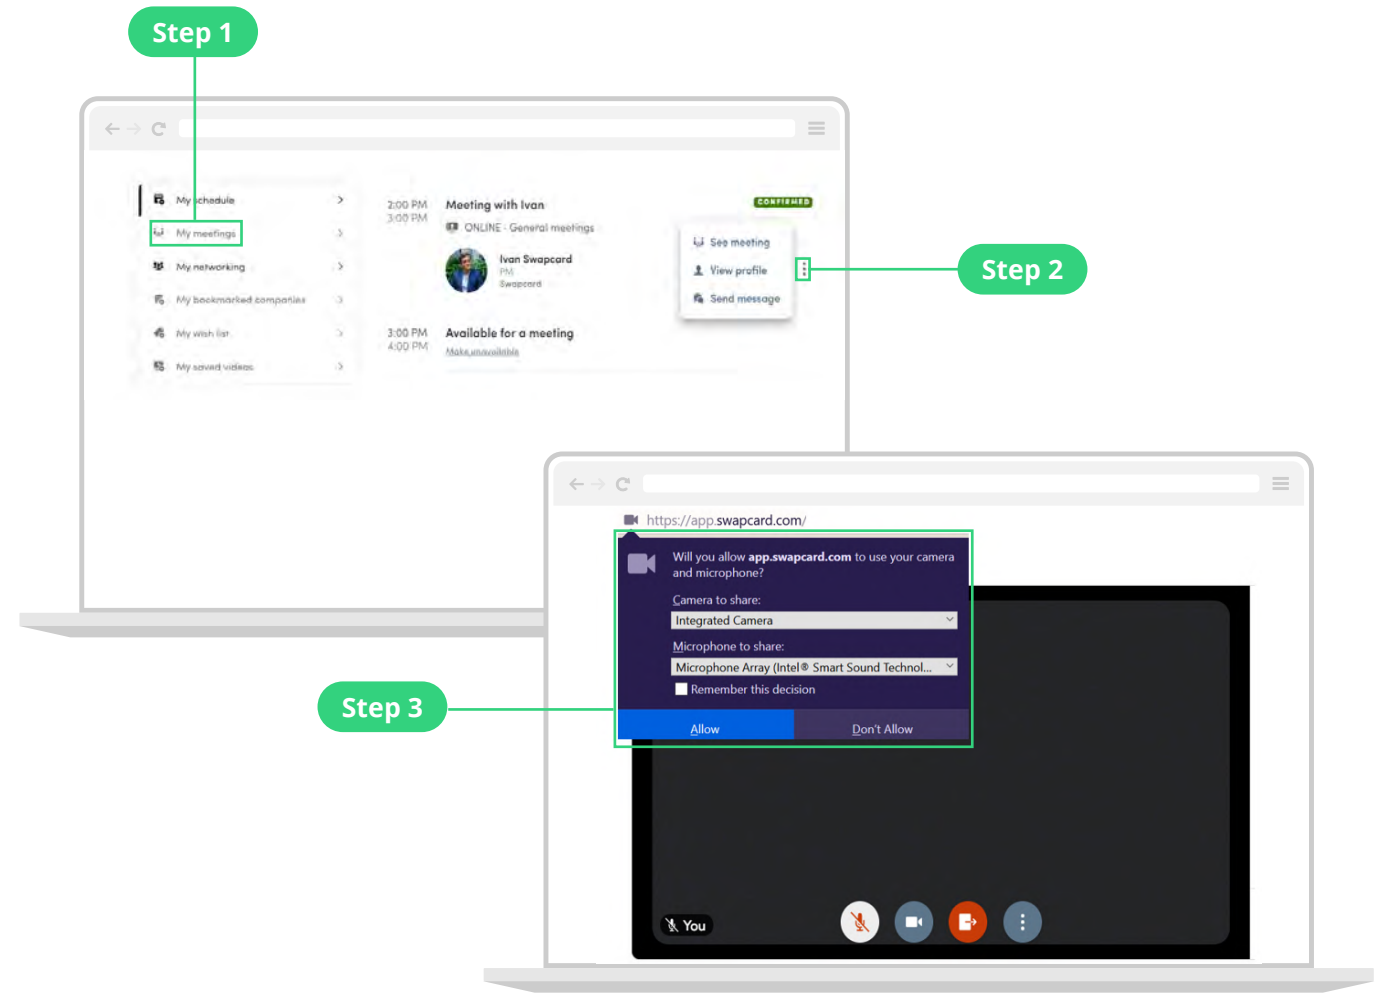 Step 1
My schedule
My meetings
My networking
My bookmarked companies
My wish list
My saved videos
2:00 PM
3:00 PM
Meeting with Ivan
ONLINE - General meetings
Ivan Swapcard
PM
Swapcard
3:00 PM
4:00 PM
Available for a meeting
Make unavailable
CONFIRMED
See meeting
View profile
Send message
Step 2
https://app.swapcard.com/
Will you allow app.swapcard.com to use your camera
and microphone?
Camera to share:
Integrated Camera
Microphone to share:
Microphone Array (Intel® Smart Sound Technol...
Remember this decision
Allow
Don't Allow
Step 3
You